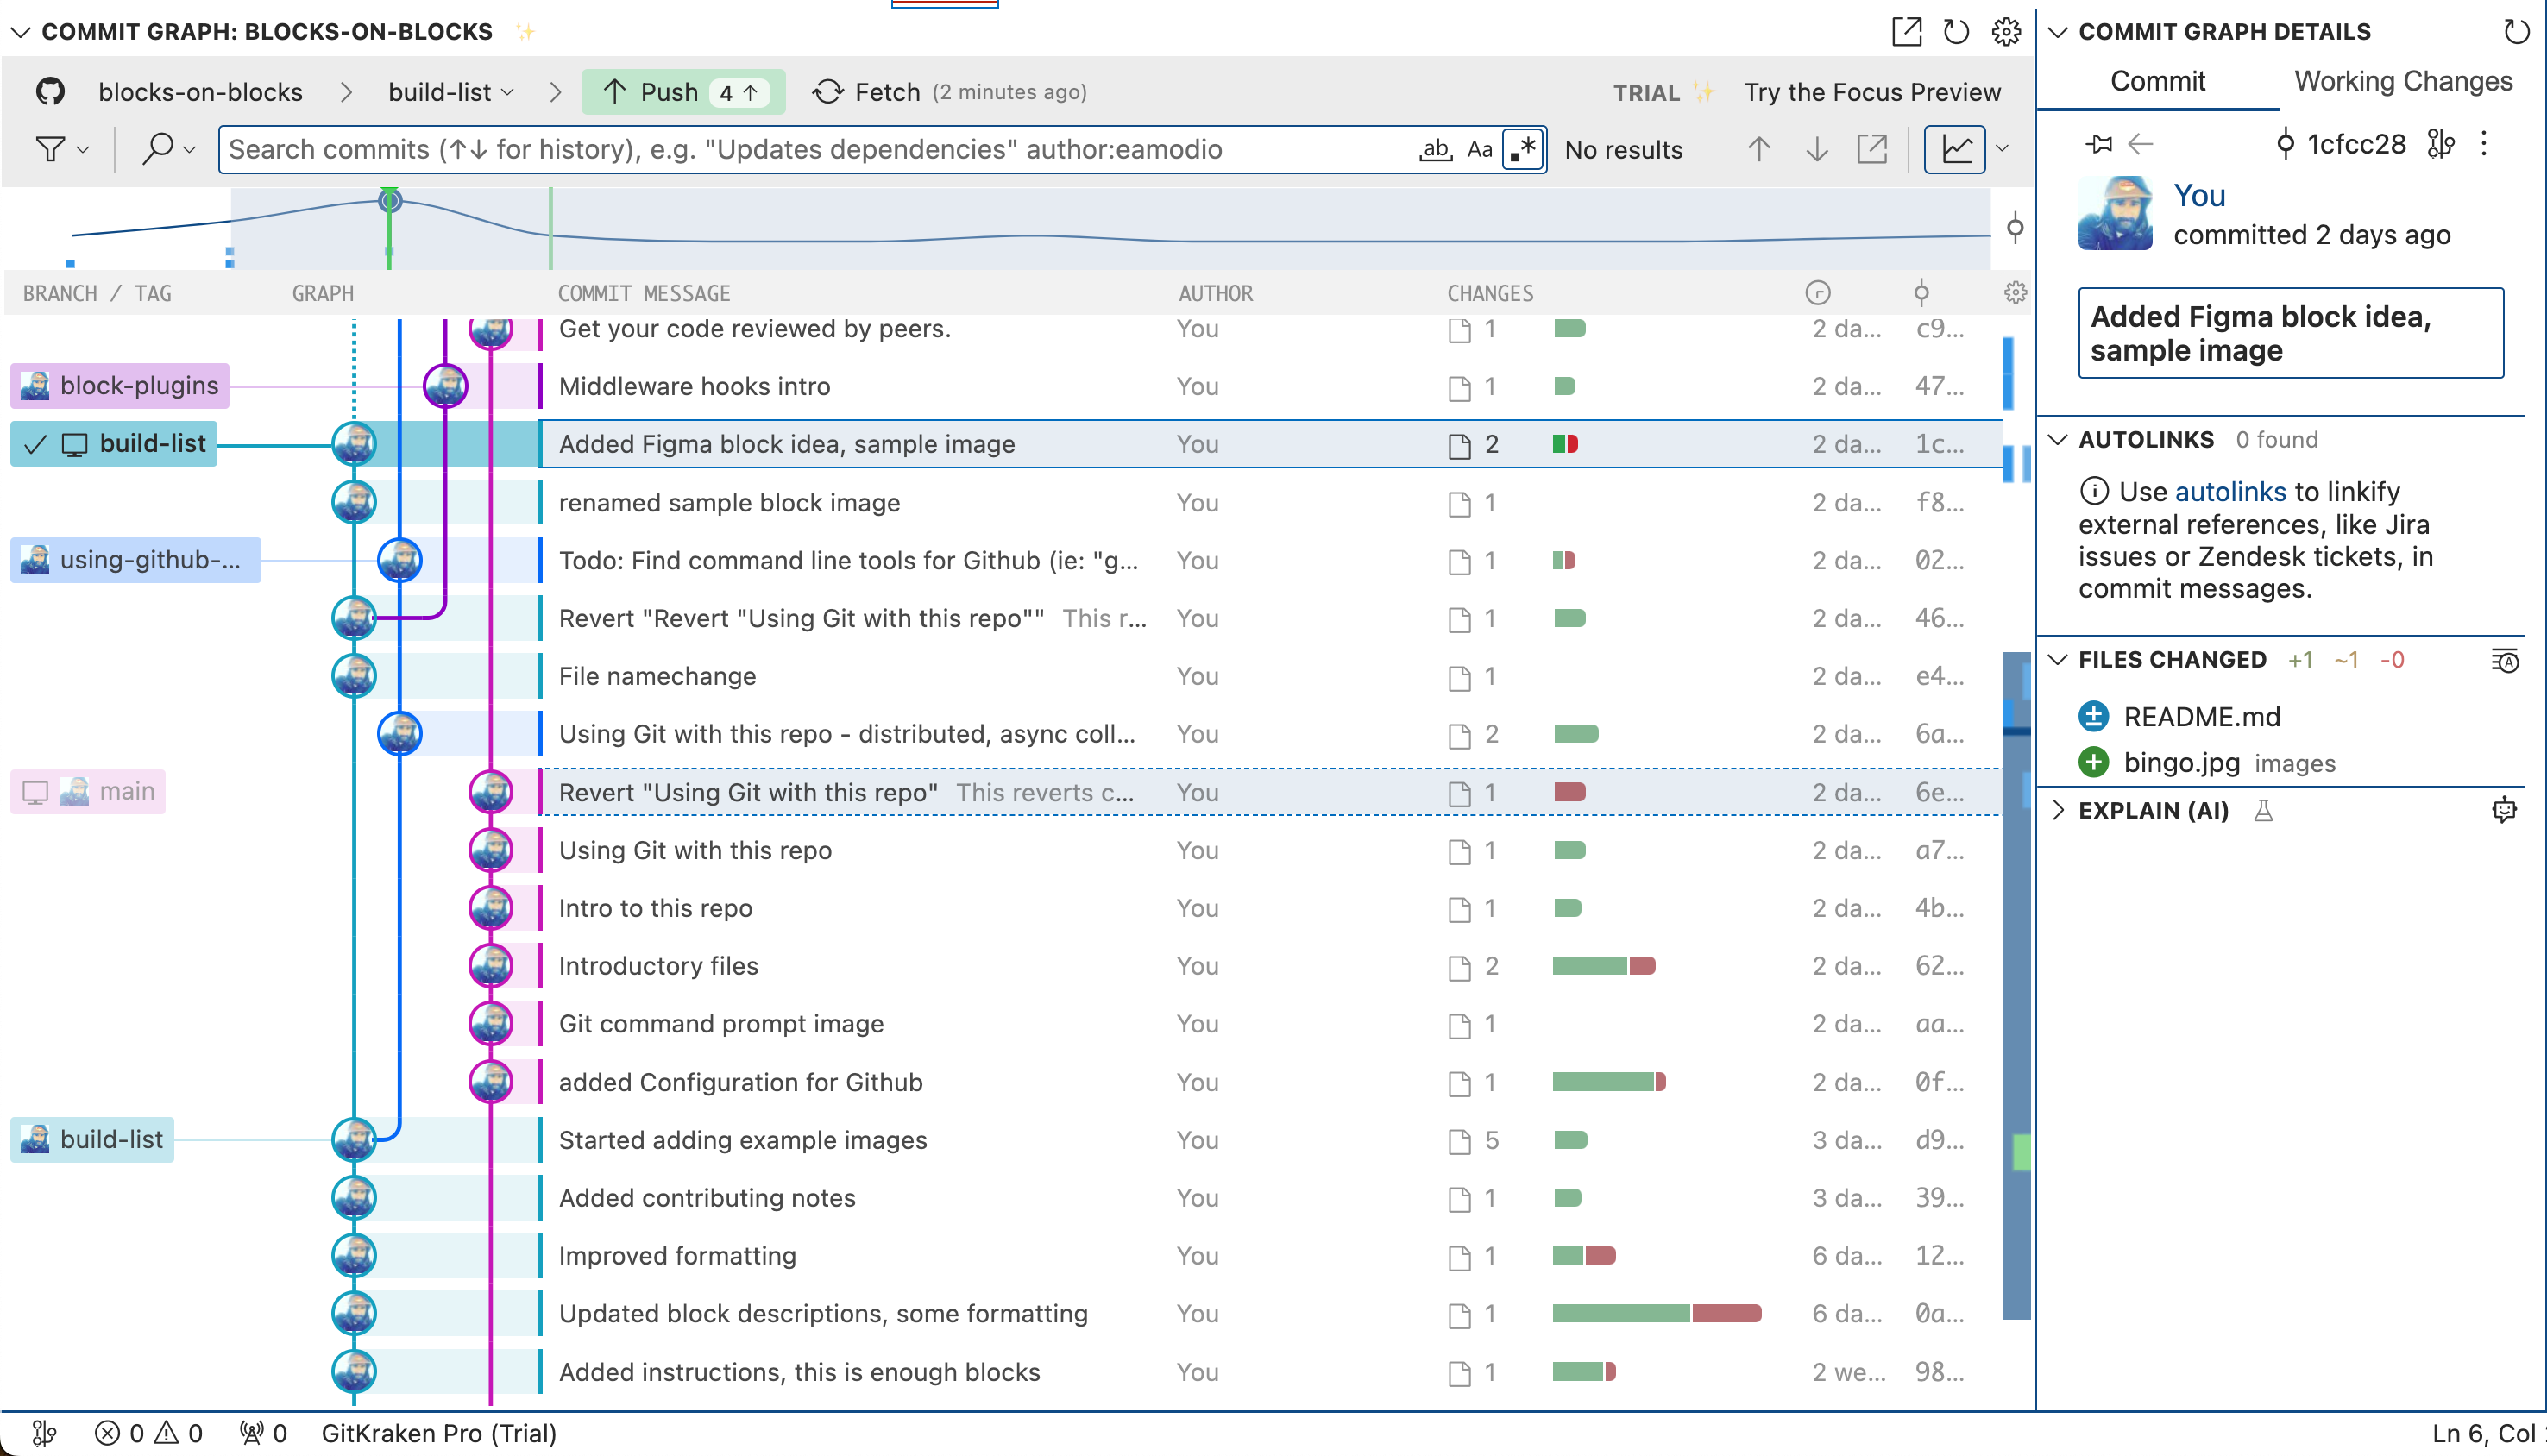 COMMIT GRAPH: BLOCKS-ON-BLOCKS
blocks-on-blocks build-list Push 4 ↑ Fetch (2 minutes ago) TRIAL Try the Focus Preview
Search commits (↑↓ for history), e.g. "Updates dependencies" author:eamodio ab Aa .* No results
BRANCH / TAG GRAPH COMMIT MESSAGE AUTHOR CHANGES
Get your code reviewed by peers. You 1 2 da... c9...
block-plugins Middleware hooks intro You 1 2 da... 47...
build-list Added Figma block idea, sample image You 2 2 da... 1c...
renamed sample block image You 1 2 da... f8...
using-github-... Todo: Find command line tools for Github (ie: "g... You 1 2 da... 02...
Revert "Revert "Using Git with this repo"" This r... You 1 2 da... 46...
File namechange You 1 2 da... e4...
Using Git with this repo - distributed, async coll... You 2 2 da... 6a...
main Revert "Using Git with this repo" This reverts c... You 1 2 da... 6e...
Using Git with this repo You 1 2 da... a7...
Intro to this repo You 1 2 da... 4b...
Introductory files You 2 2 da... 62...
Git command prompt image You 1 2 da... aa...
added Configuration for Github You 1 2 da... 0f...
build-list Started adding example images You 5 3 da... d9...
Added contributing notes You 1 3 da... 39...
Improved formatting You 1 6 da... 12...
Updated block descriptions, some formatting You 1 6 da... 0a...
Added instructions, this is enough blocks You 1 2 we... 98...
COMMIT GRAPH DETAILS
Commit Working Changes
1cfcc28
You
committed 2 days ago
Added Figma block idea,
sample image
AUTOLINKS 0 found
Use autolinks to linkify
external references, like Jira
issues or Zendesk tickets, in
commit messages.
FILES CHANGED +1 ~1 -0
README.md
bingo.jpg images
EXPLAIN (AI)
0 0 0 GitKraken Pro (Trial) Ln 6, Col